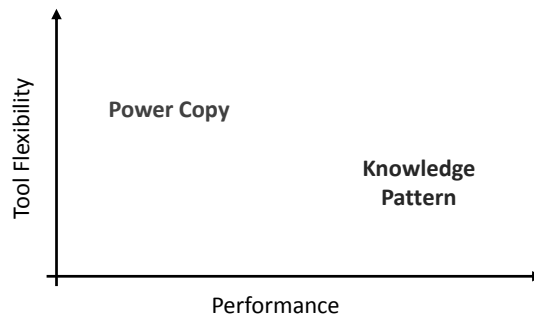 Tool Flexibility
Power Copy
Knowledge
Pattern
Performance